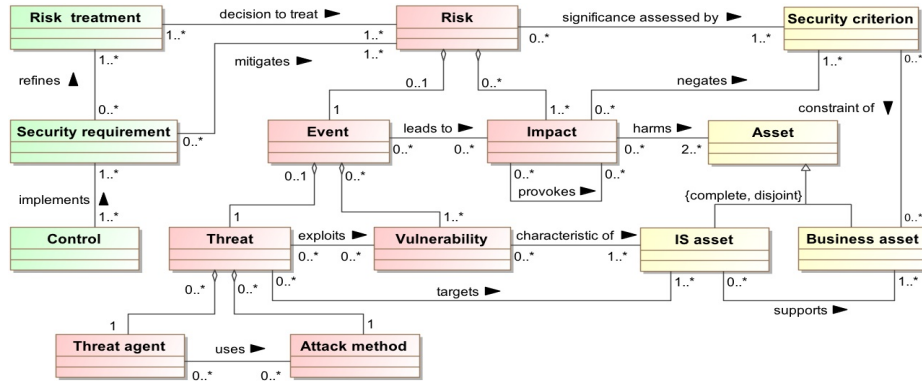 Risk treatment decision to treat ► Risk significance assessed by ► Security criterion
1..* 1..* 0..* 1..*
1..* mitigates ► 1..* 1..* 0..*
refines ▲ 0..1 0..* negates ►
constraint of ▼
0..* 1 1..* 0..*
Security requirement Event leads to ► Impact harms ► Asset
0..* 0..* 0..* 0..* 2..*
1..* 0..1 0..* 0..* 0..*
implements ▲ provokes ► {complete, disjoint}
1..* 1 1..* 0..*
Control Threat exploits ► Vulnerability characteristic of ► IS asset Business asset
0..* 0..* 0..* 1..*
0..* 0..* 0..* 1..* 0..* 1..*
targets ►
supports ►
1 1
Threat agent uses ► Attack method
0..* 0..*